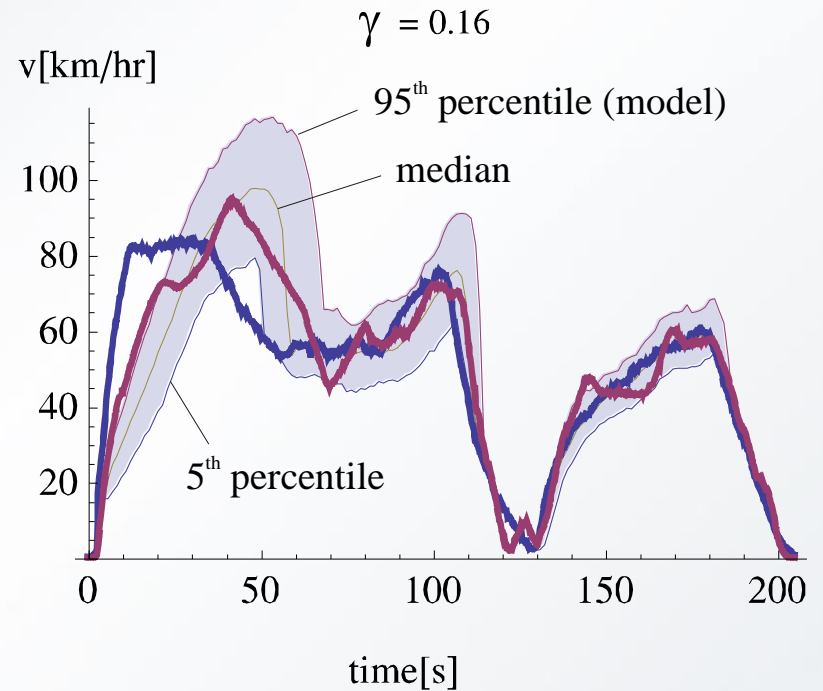 γ = 0.16
v[km/hr]
95th percentile (model)
median
100
80
60
40
20
5th percentile
0 50 100 150 200
time[s]